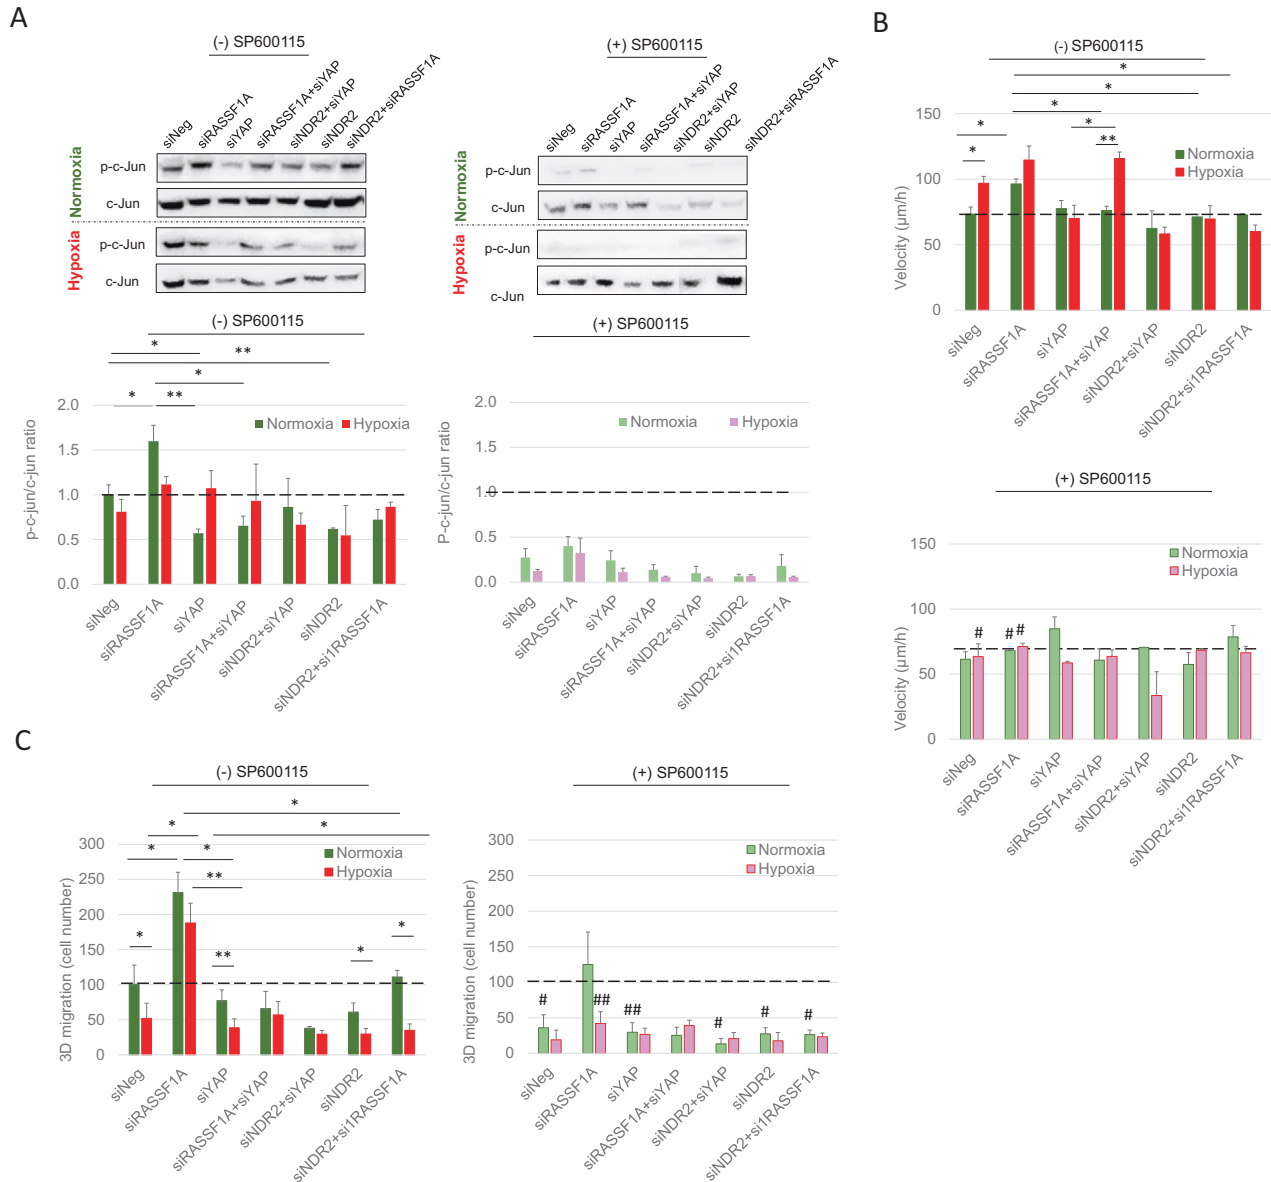 A
(-) SP600115
siNeg
siRASSF1A
siYAP
siRASSF1A+siYAP
siNDR2+siYAP
siNDR2
siNDR2+siRASSF1A
Normoxia
p-c-Jun
c-Jun
Hypoxia
p-c-Jun
c-Jun
(+) SP600115
siNeg
siRASSF1A
siYAP
siRASSF1A+siYAP
siNDR2+siYAP
siNDR2
siNDR2+siRASSF1A
Normoxia
p-c-Jun
c-Jun
Hypoxia
p-c-Jun
c-Jun
(-) SP600115
* **
*
* **
p-c-jun/c-jun ratio
2.0
1.5
1.0
0.5
0.0
Normoxia Hypoxia
siNeg
siRASSF1A
siYAP
siRASSF1A+siYAP
siNDR2+siYAP
siNDR2
siNDR2+si1RASSF1A
(+) SP600115
P-c-jun/c-jun ratio
2.0
1.5
1.0
0.5
0.0
Normoxia Hypoxia
siNeg
siRASSF1A
siYAP
siRASSF1A+siYAP
siNDR2+siYAP
siNDR2
siNDR2+si1RASSF1A
B
(-) SP600115
*
*
*
* *
* **
Velocity (µm/h)
150
100
50
0
Normoxia
Hypoxia
siNeg
siRASSF1A
siYAP
siRASSF1A+siYAP
siNDR2+siYAP
siNDR2
siNDR2+si1RASSF1A
(+) SP600115
Velocity (µm/h)
150
100
50
0
Normoxia
Hypoxia
# # #
siNeg
siRASSF1A
siYAP
siRASSF1A+siYAP
siNDR2+siYAP
siNDR2
siNDR2+si1RASSF1A
C
(-) SP600115
*
* *
* *
**
* ** * *
3D migration (cell number)
300
250
200
150
100
50
0
Normoxia
Hypoxia
siNeg
siRASSF1A
siYAP
siRASSF1A+siYAP
siNDR2+siYAP
siNDR2
siNDR2+si1RASSF1A
(+) SP600115
3D migration (cell number)
300
250
200
150
100
50
0
Normoxia
Hypoxia
# ## ## # # #
siNeg
siRASSF1A
siYAP
siRASSF1A+siYAP
siNDR2+siYAP
siNDR2
siNDR2+si1RASSF1A